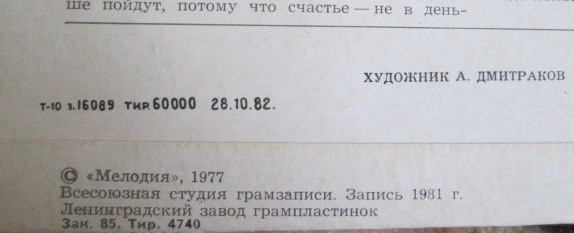 ше пойдут, потому что счастье — не в день-
ХУДОЖНИК А. ДМИТРАКОВ
Т-10 з.16089 ТИР.60000 28.10.82.
© «Мелодия», 1977
Всесоюзная студия грамзаписи. Запись 1981 г.
Ленинградский завод грампластинок
Зак. 85. Тир. 4740